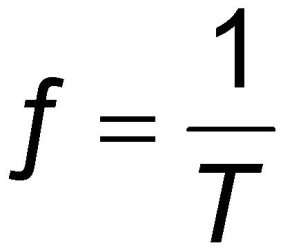 f = 1/T